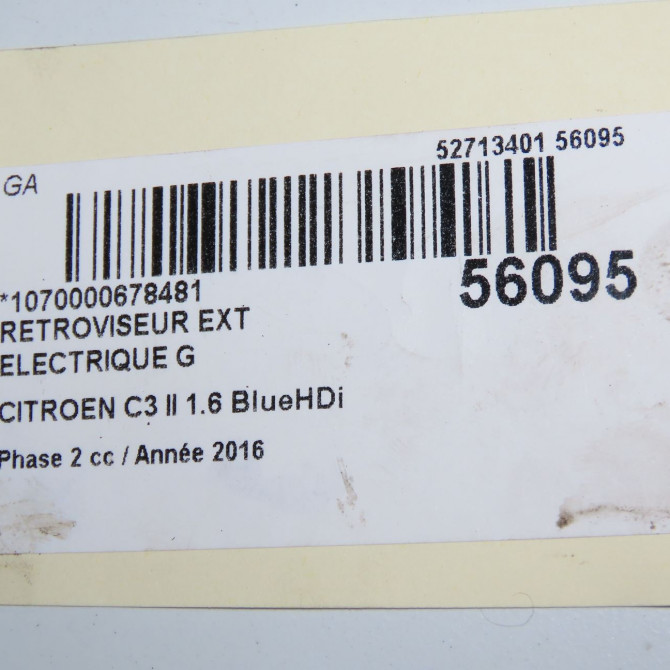 52713401 56095
GA
56095
*1070000678481
RETROVISEUR EXT
ELECTRIQUE G
CITROEN C3 II 1.6 BlueHDi
Phase 2 cc / Année 2016